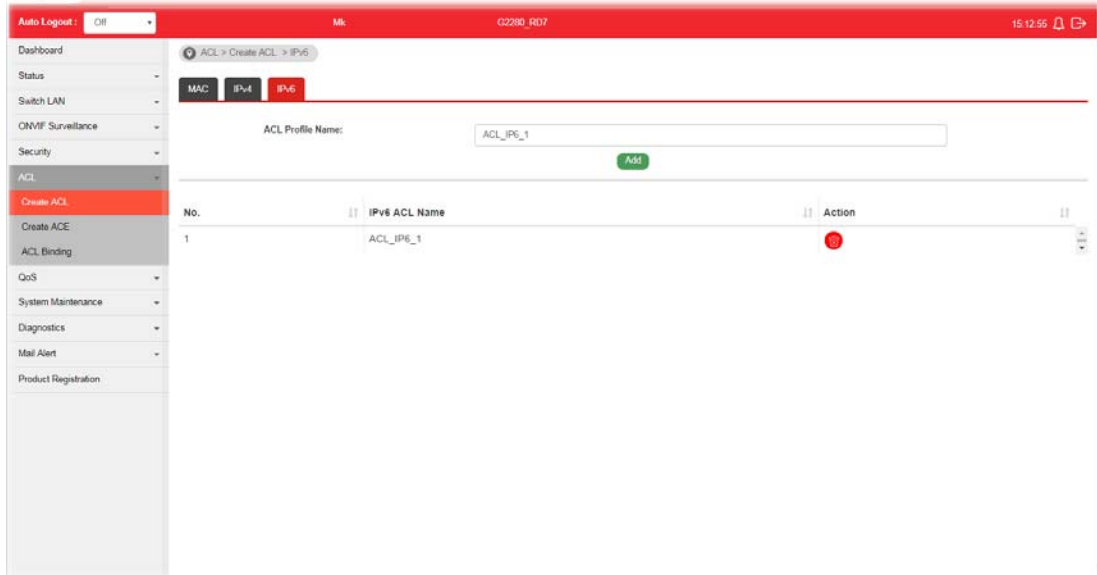 Auto Logout : Off Mk G2280_RD7 15:12:55
Dashboard
ACL > Create ACL > IPv6
Status
MAC IPv4 IPv6
Switch LAN
ONVIF Surveillance
ACL Profile Name: ACL_IP6_1
Security
Add
ACL
Create ACL
No. IPv6 ACL Name Action
Create ACE
1 ACL_IP6_1
ACL Binding
QoS
System Maintenance
Diagnostics
Mail Alert
Product Registration